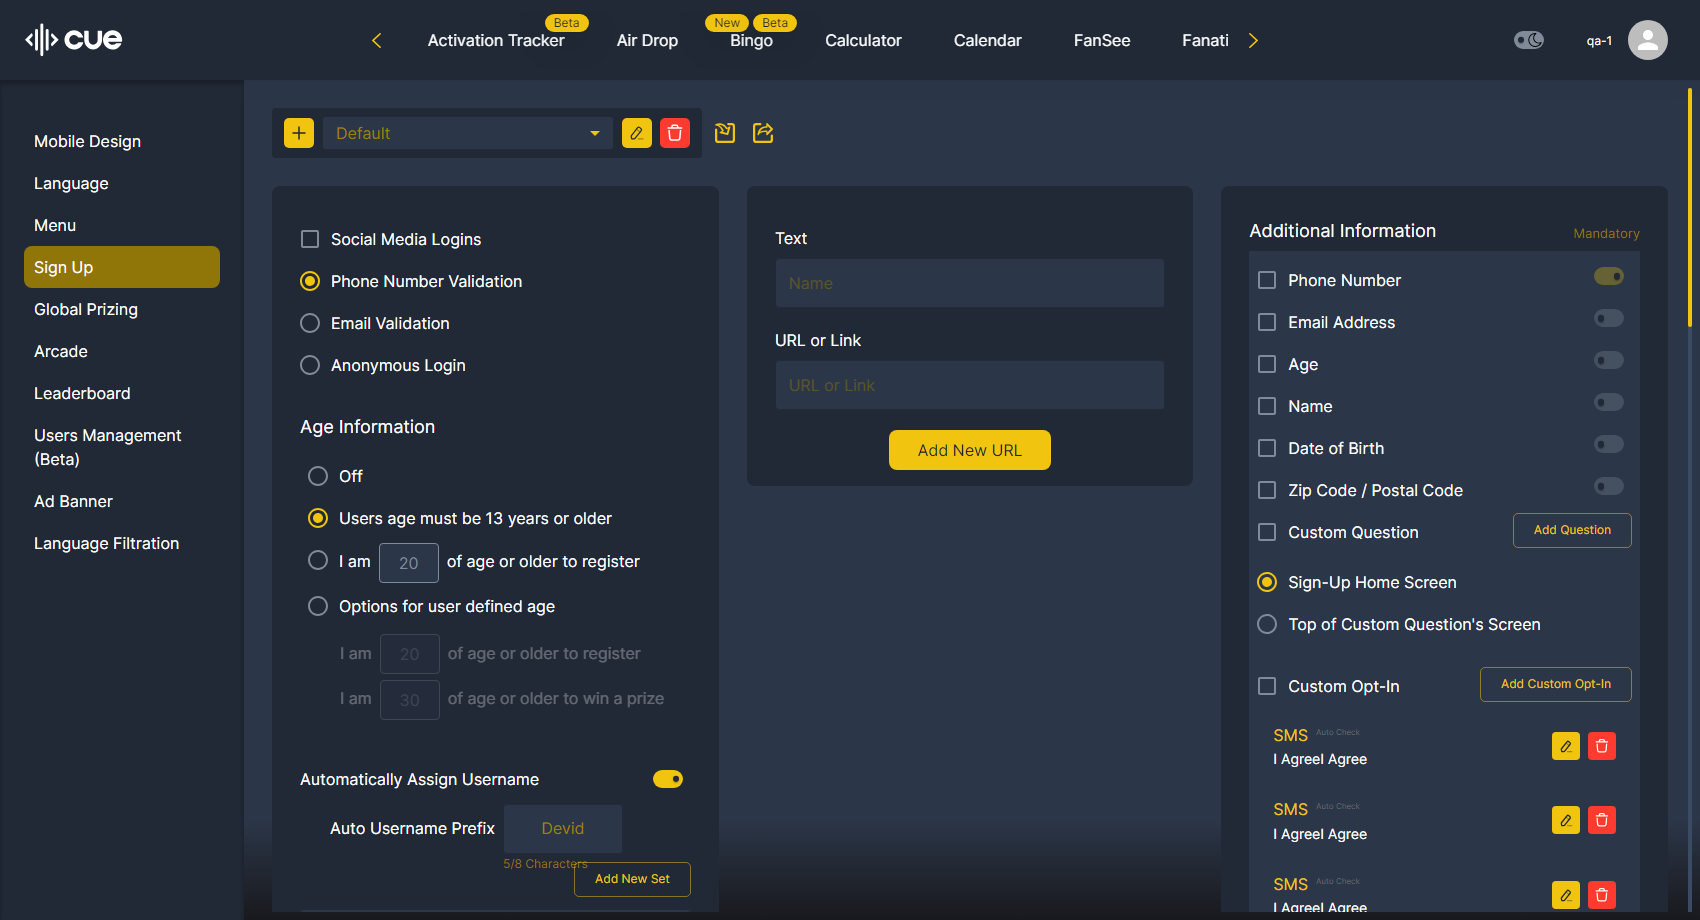 cue
Beta
New
Beta
Activation Tracker
Air Drop
Bingo
Calculator
Calendar
FanSee
Fanati
qa-1
Mobile Design
Language
Menu
Sign Up
Global Prizing
Arcade
Leaderboard
Users Management
(Beta)
Ad Banner
Language Filtration
Default
Social Media Logins
Phone Number Validation
Email Validation
Anonymous Login
Age Information
Off
Users age must be 13 years or older
I am 20 of age or older to register
Options for user defined age
I am 20 of age or older to register
I am 30 of age or older to win a prize
Automatically Assign Username
Auto Username Prefix Devid
5/8 Characters
Add New Set
Text
Name
URL or Link
URL or Link
Add New URL
Additional Information Mandatory
Phone Number
Email Address
Age
Name
Date of Birth
Zip Code / Postal Code
Custom Question Add Question
Sign-Up Home Screen
Top of Custom Question's Screen
Custom Opt-In Add Custom Opt-In
SMS Auto Check
I AgreeI Agree
SMS Auto Check
I AgreeI Agree
SMS Auto Check
I AgreeI Agree